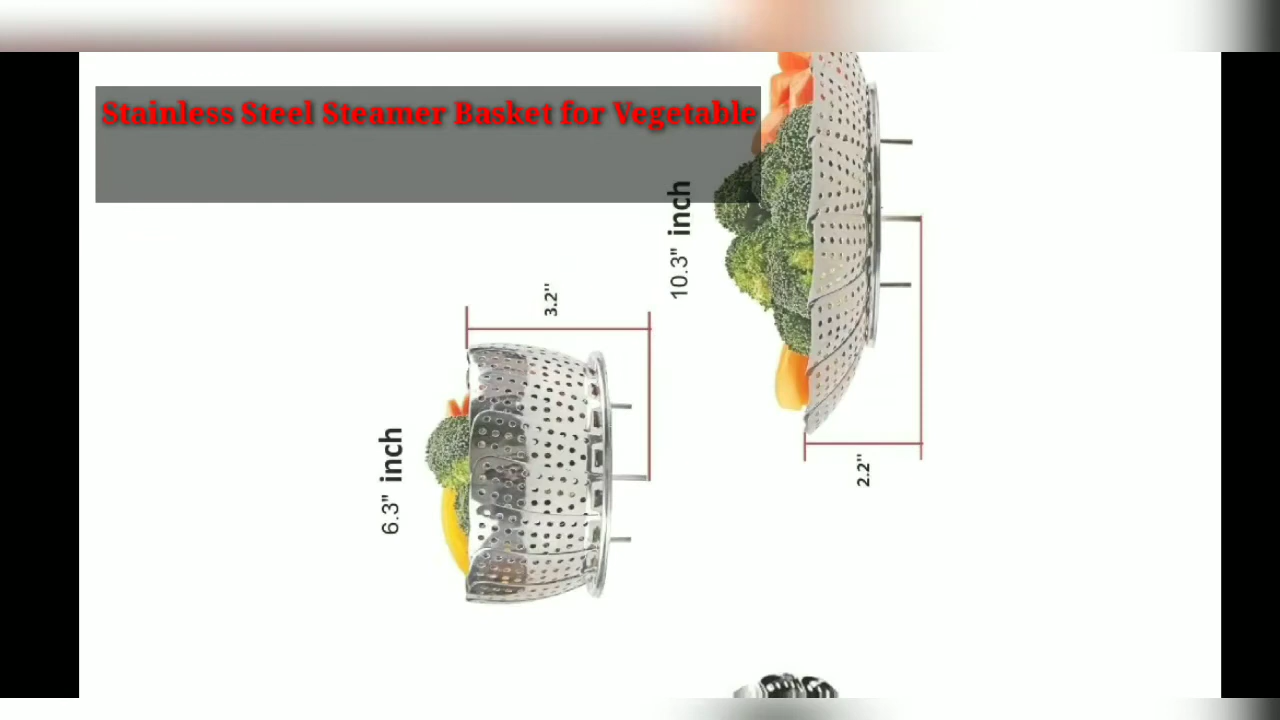 Stainless Steel Steamer Basket for Vegetable
10.3" inch
3.2"
6.3" inch
2.2"